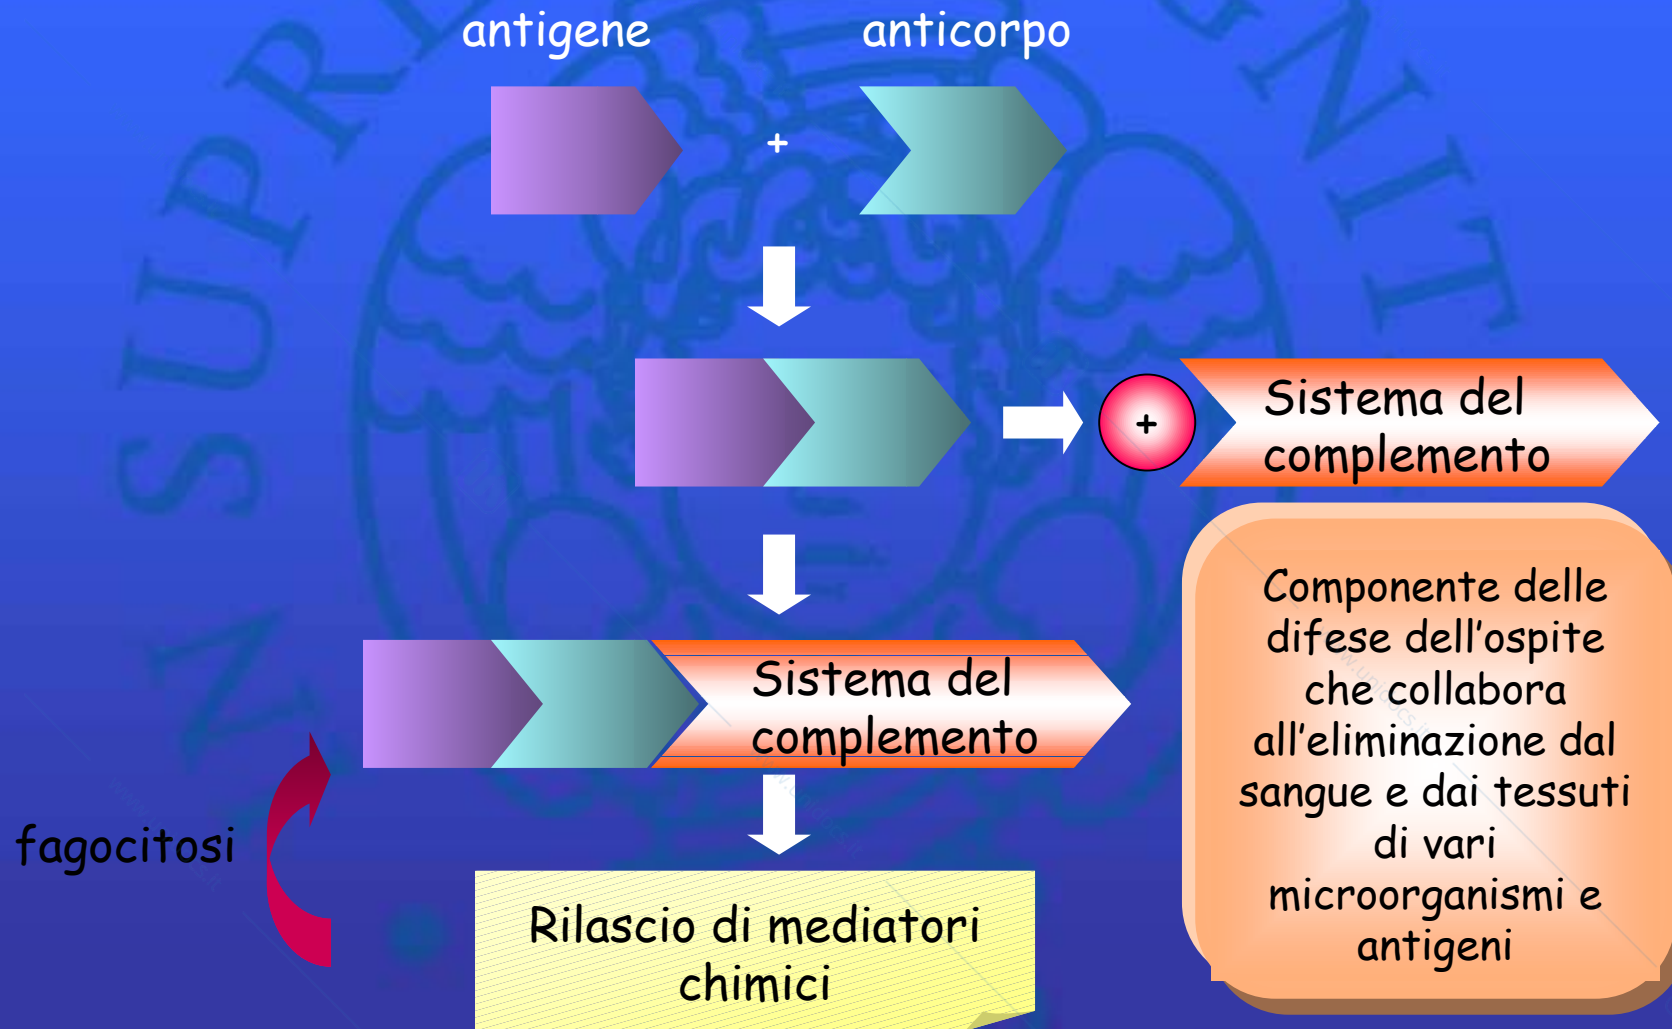 antigene
anticorpo
+
+
Sistema del
complemento
Componente delle
difese dell'ospite
che collabora
all'eliminazione dal
sangue e dai tessuti
di vari
microorganismi e
antigeni
Sistema del
complemento
fagocitosi
Rilascio di mediatori
chimici